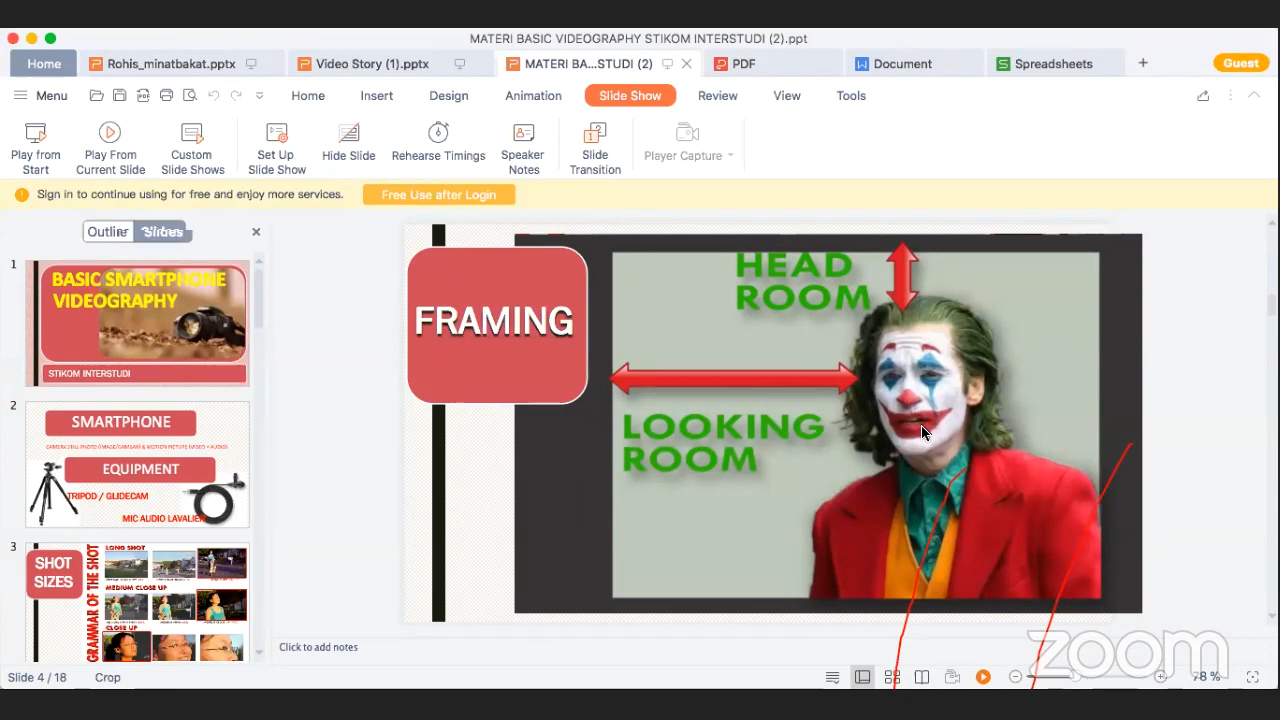 MATERI BASIC VIDEOGRAPHY STIKOM INTERSTUDI (2).ppt
Home Rohis_minatbakat.pptx Video Story (1).pptx MATERI BA...STUDI (2) PDF Document Spreadsheets Guest
Menu Home Insert Design Animation Slide Show Review View Tools
Play from Start
Play From Current Slide
Custom Slide Shows
Set Up Slide Show
Hide Slide
Rehearse Timings
Speaker Notes
Slide Transition
Player Capture
Sign in to continue using for free and enjoy more services. Free Use after Login
Outline Slides
1
BASIC SMARTPHONE
VIDEOGRAPHY
STIKOM INTERSTUDI
2
SMARTPHONE
EQUIPMENT
TRIPOD / GLIDECAM
MIC AUDIO LAVALIER
3
SHOT
SIZES
GRAMMAR OF THE SHOT
LONG SHOT
MEDIUM CLOSE UP
CLOSE UP
FRAMING
HEAD
ROOM
LOOKING
ROOM
Click to add notes
Slide 4 / 18 Crop
78 %
zoom